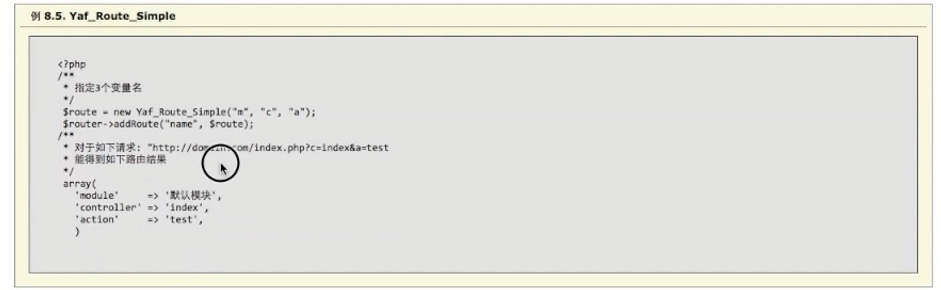 例 8.5. Yaf_Route_Simple
<?php
/**
 * 指定3个变量名
 */
 $route = new Yaf_Route_Simple("m", "c", "a");
 $router->addRoute("name", $route);
/**
 * 对于如下请求: "http://domain.com/index.php?c=index&a=test
 * 能得到如下路由结果
 */
 array(
   'module'     => '默认模块',
   'controller' => 'index',
   'action'     => 'test',
   )